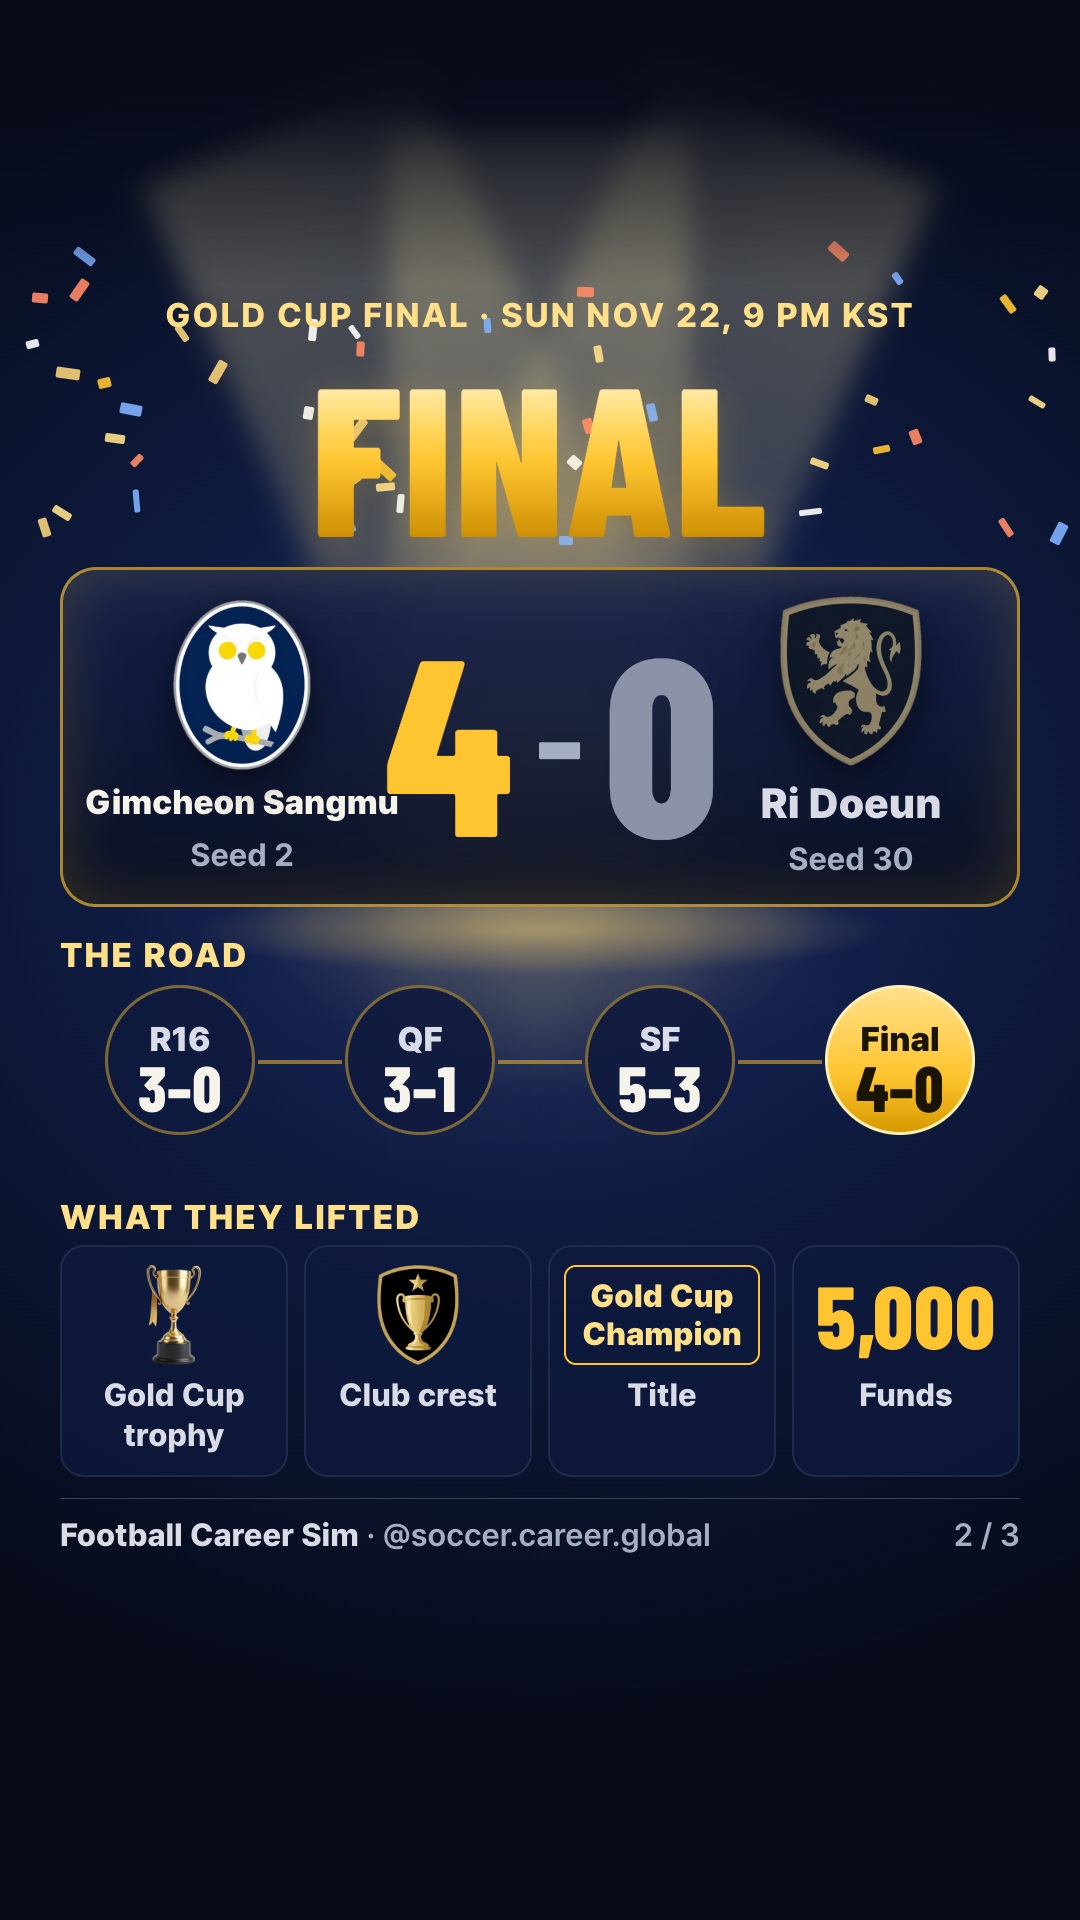 GOLD CUP FINAL · SUN NOV 22, 9 PM KST
FINAL
4-0
Gimcheon Sangmu
Seed 2
Ri Doeun
Seed 30
THE ROAD
R16
3-0
QF
3-1
SF
5-3
Final
4-0
WHAT THEY LIFTED
Gold Cup
trophy
Club crest
Gold Cup
Champion
Title
5,000
Funds
Football Career Sim · @soccer.career.global
2 / 3